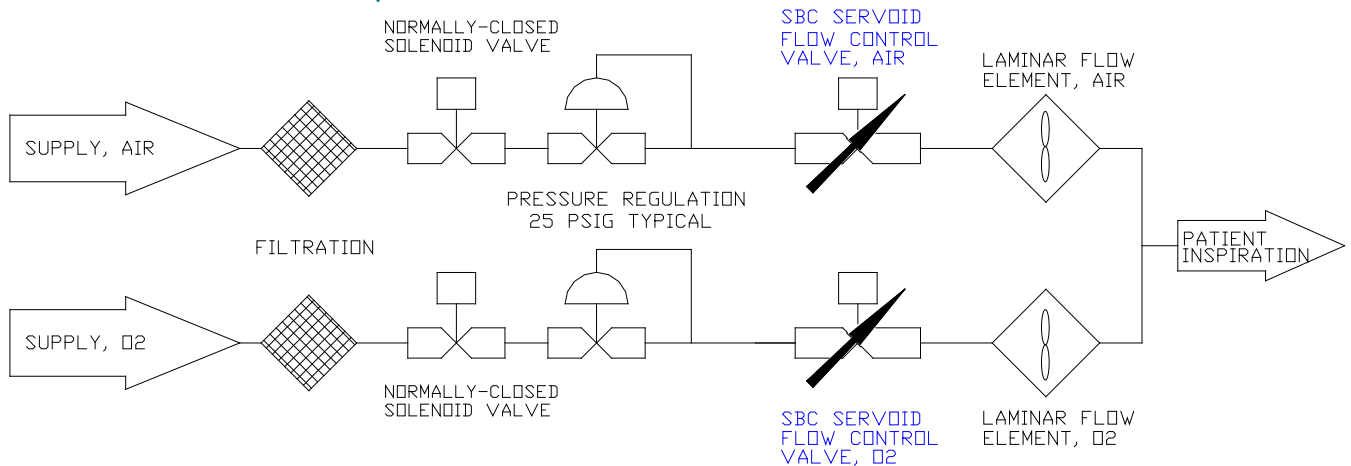 NORMALLY-CLOSED
SOLENOID VALVE
SBC SERVOID
FLOW CONTROL
VALVE, AIR
LAMINAR FLOW
ELEMENT, AIR
SUPPLY, AIR
PRESSURE REGULATION
25 PSIG TYPICAL
FILTRATION
PATIENT
INSPIRATION
SUPPLY, O2
NORMALLY-CLOSED
SOLENOID VALVE
SBC SERVOID
FLOW CONTROL
VALVE, O2
LAMINAR FLOW
ELEMENT, O2